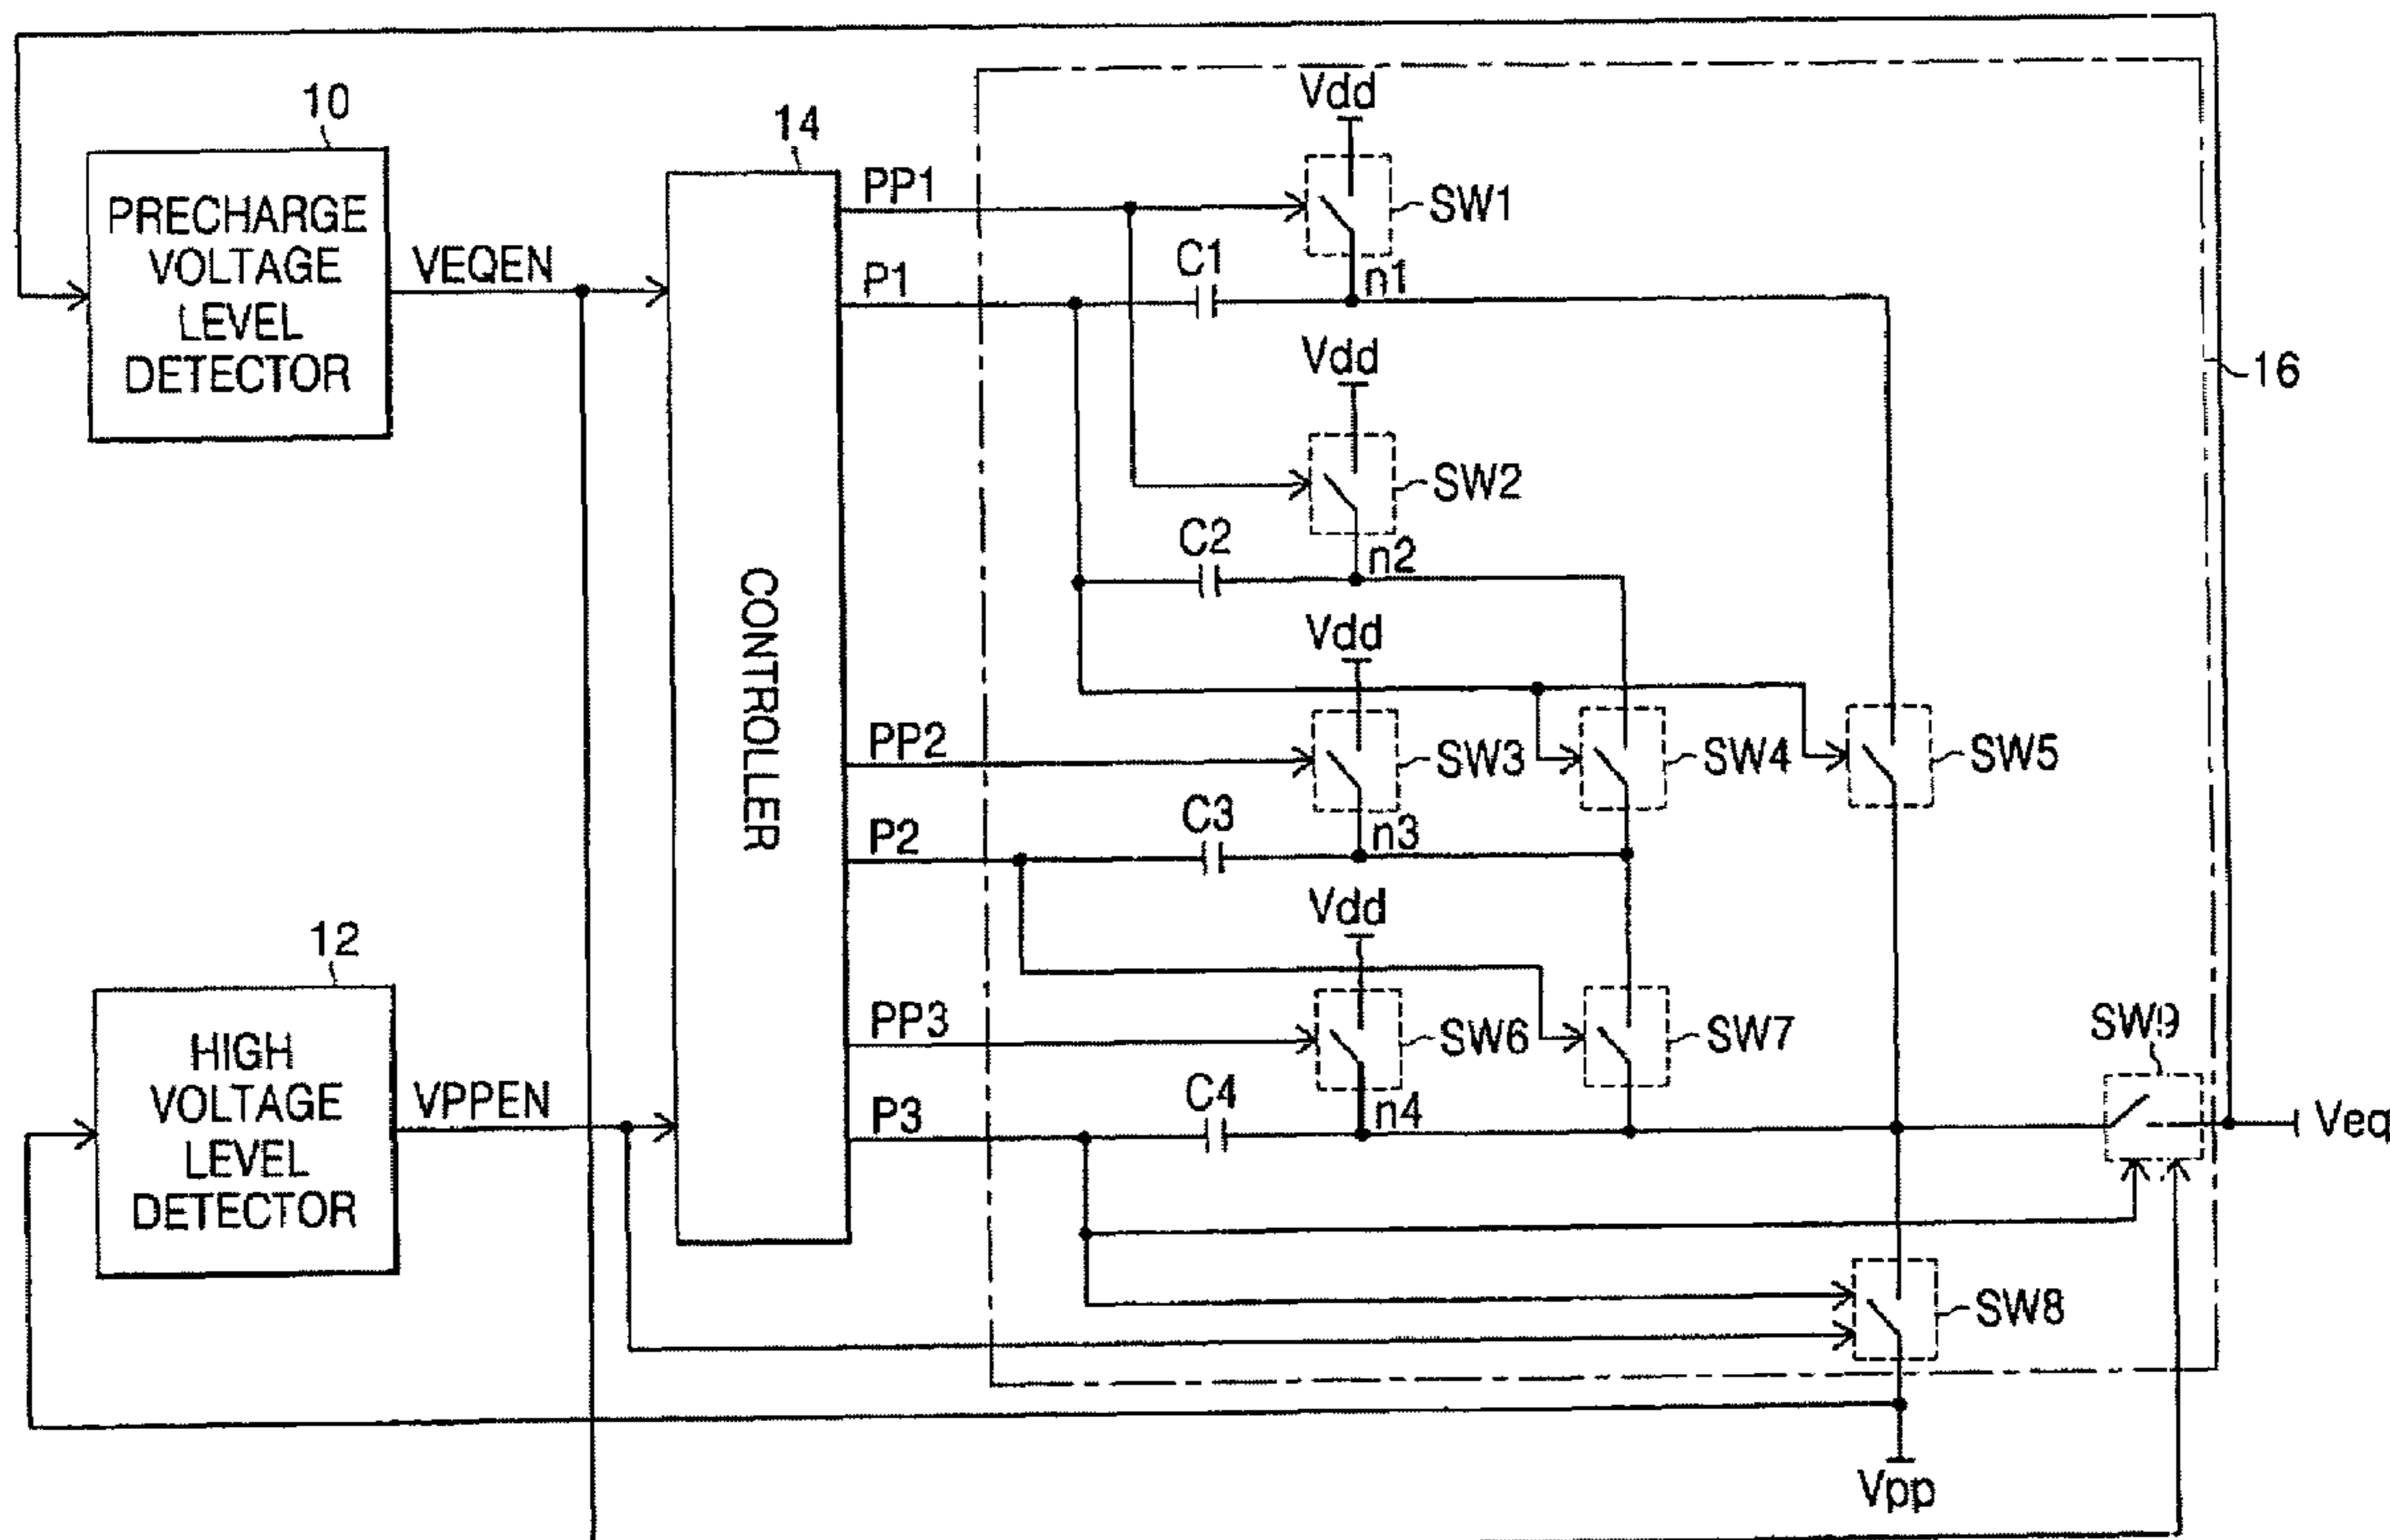 10
PRECHARGE
VOLTAGE
LEVEL
DETECTOR
VEQEN
12
HIGH
VOLTAGE
LEVEL
DETECTOR
VPPEN
14
CONTROLLER
PP1
P1
PP2
P2
PP3
P3
Vdd
SW1
C1
n1
Vdd
SW2
C2
n2
Vdd
SW3
SW4
SW5
C3
n3
Vdd
SW6
SW7
C4
n4
SW9
SW8
16
Veq
Vpp